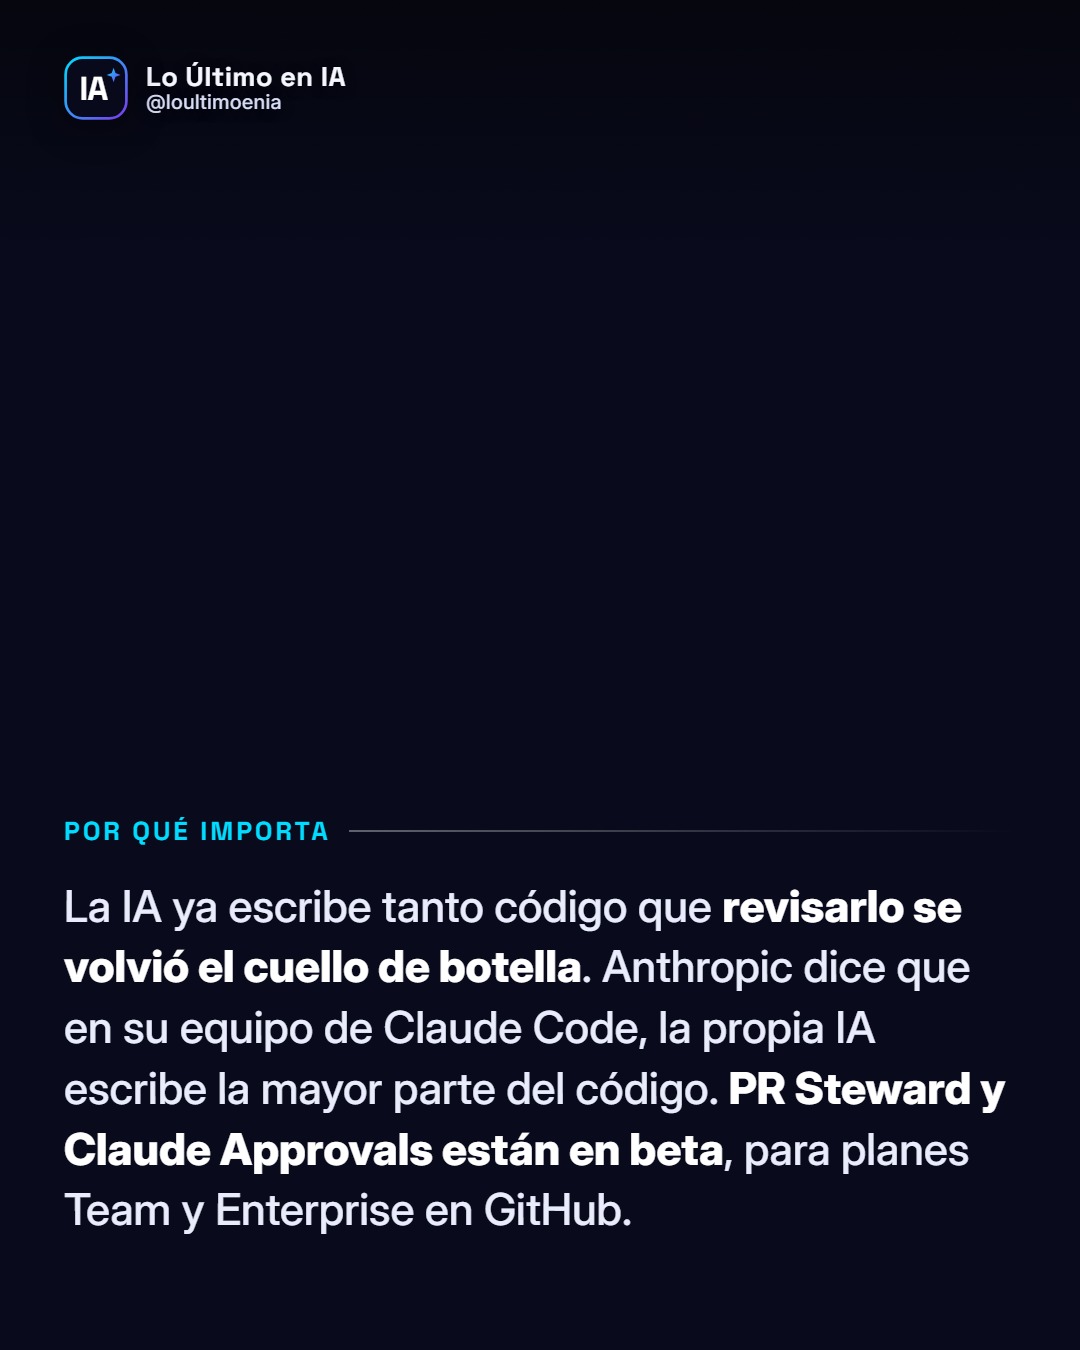 IA
Lo Último en IA
@loultimoenia
POR QUÉ IMPORTA
La IA ya escribe tanto código que revisarlo se
volvió el cuello de botella. Anthropic dice que
en su equipo de Claude Code, la propia IA
escribe la mayor parte del código. PR Steward y
Claude Approvals están en beta, para planes
Team y Enterprise en GitHub.